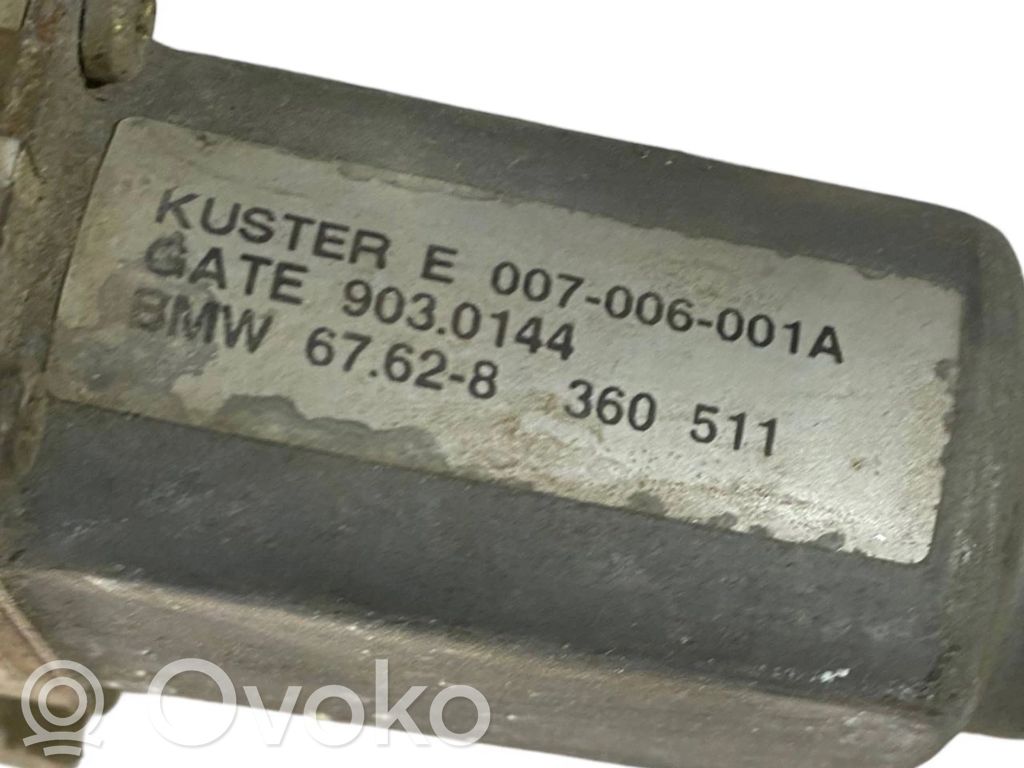 KUSTER E 007-006-001A
GATE 903.0144
BMW 67.62-8 360 511
Ovoko